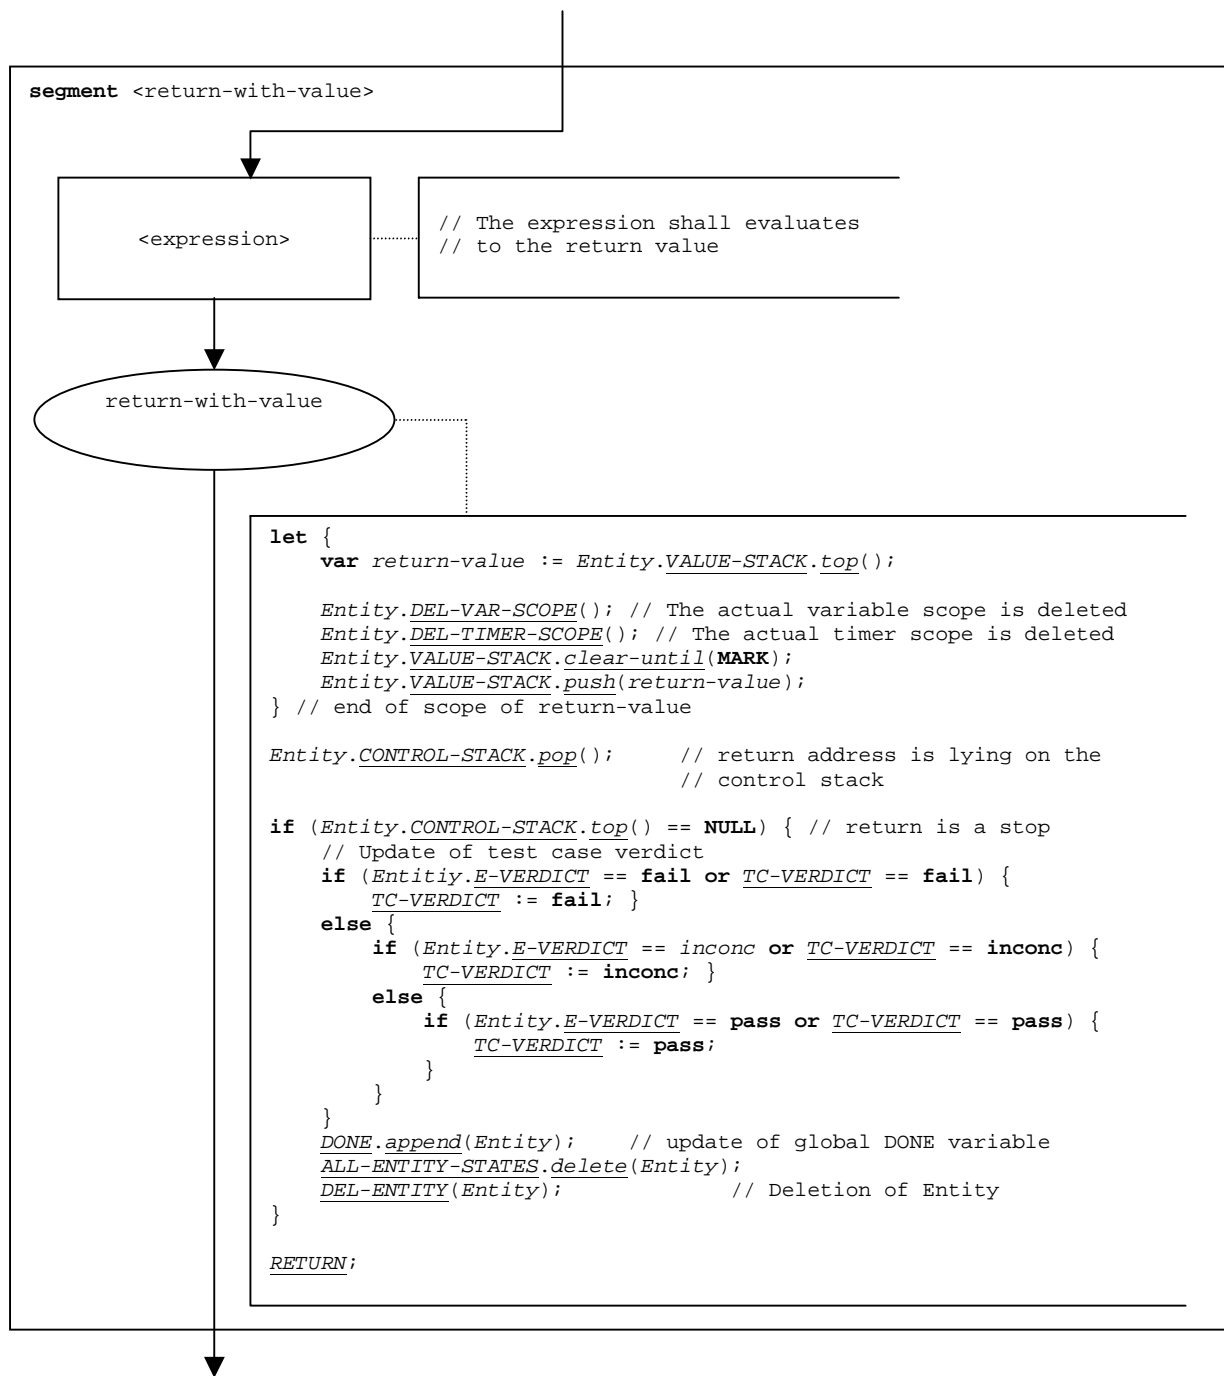 segment <return-with-value>
<expression>
// The expression shall evaluates
// to the return value
return-with-value
let {
var return-value := Entity.VALUE-STACK.top();
Entity.DEL-VAR-SCOPE(); // The actual variable scope is deleted
Entity.DEL-TIMER-SCOPE(); // The actual timer scope is deleted
Entity.VALUE-STACK.clear-until(MARK);
Entity.VALUE-STACK.push(return-value);
} // end of scope of return-value
Entity.CONTROL-STACK.pop(); // return address is lying on the
// control stack
if (Entity.CONTROL-STACK.top() == NULL) { // return is a stop
// Update of test case verdict
if (Entitiy.E-VERDICT == fail or TC-VERDICT == fail) {
TC-VERDICT := fail; }
else {
if (Entity.E-VERDICT == inconc or TC-VERDICT == inconc) {
TC-VERDICT := inconc; }
else {
if (Entity.E-VERDICT == pass or TC-VERDICT == pass) {
TC-VERDICT := pass;
}
}
}
DONE.append(Entity); // update of global DONE variable
ALL-ENTITY-STATES.delete(Entity);
DEL-ENTITY(Entity); // Deletion of Entity
}
RETURN;